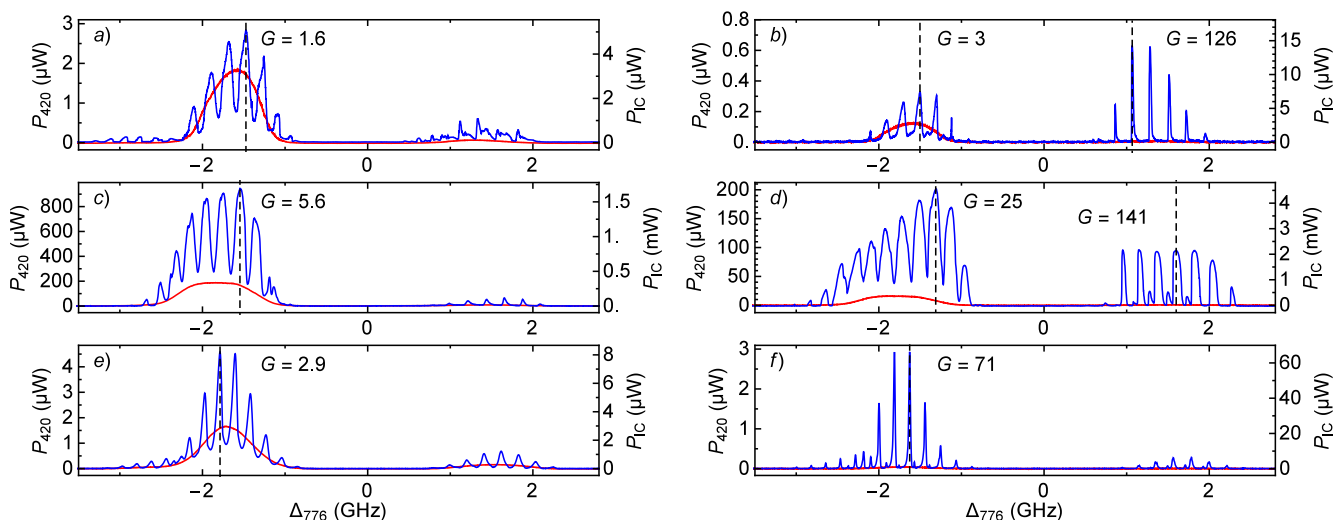 a)
G = 1.6
P420 (μW)
3
2
1
0
PIC (μW)
4
2
0
−2
0
2
b)
G = 3
G = 126
P420 (μW)
0.8
0.6
0.4
0.2
0.0
PIC (μW)
15
10
5
0
−2
0
2
c)
G = 5.6
P420 (μW)
800
600
400
200
0
PIC (mW)
1.5
1.
0.5
0.
−2
0
2
d)
G = 25
G = 141
P420 (μW)
200
150
100
50
0
PIC (mW)
4
3
2
1
0
−2
0
2
e)
G = 2.9
P420 (μW)
4
3
2
1
0
PIC (μW)
8
6
4
2
0
−2
0
2
Δ776 (GHz)
f)
G = 71
P420 (μW)
3
2
1
0
PIC (μW)
60
40
20
0
−2
0
2
Δ776 (GHz)